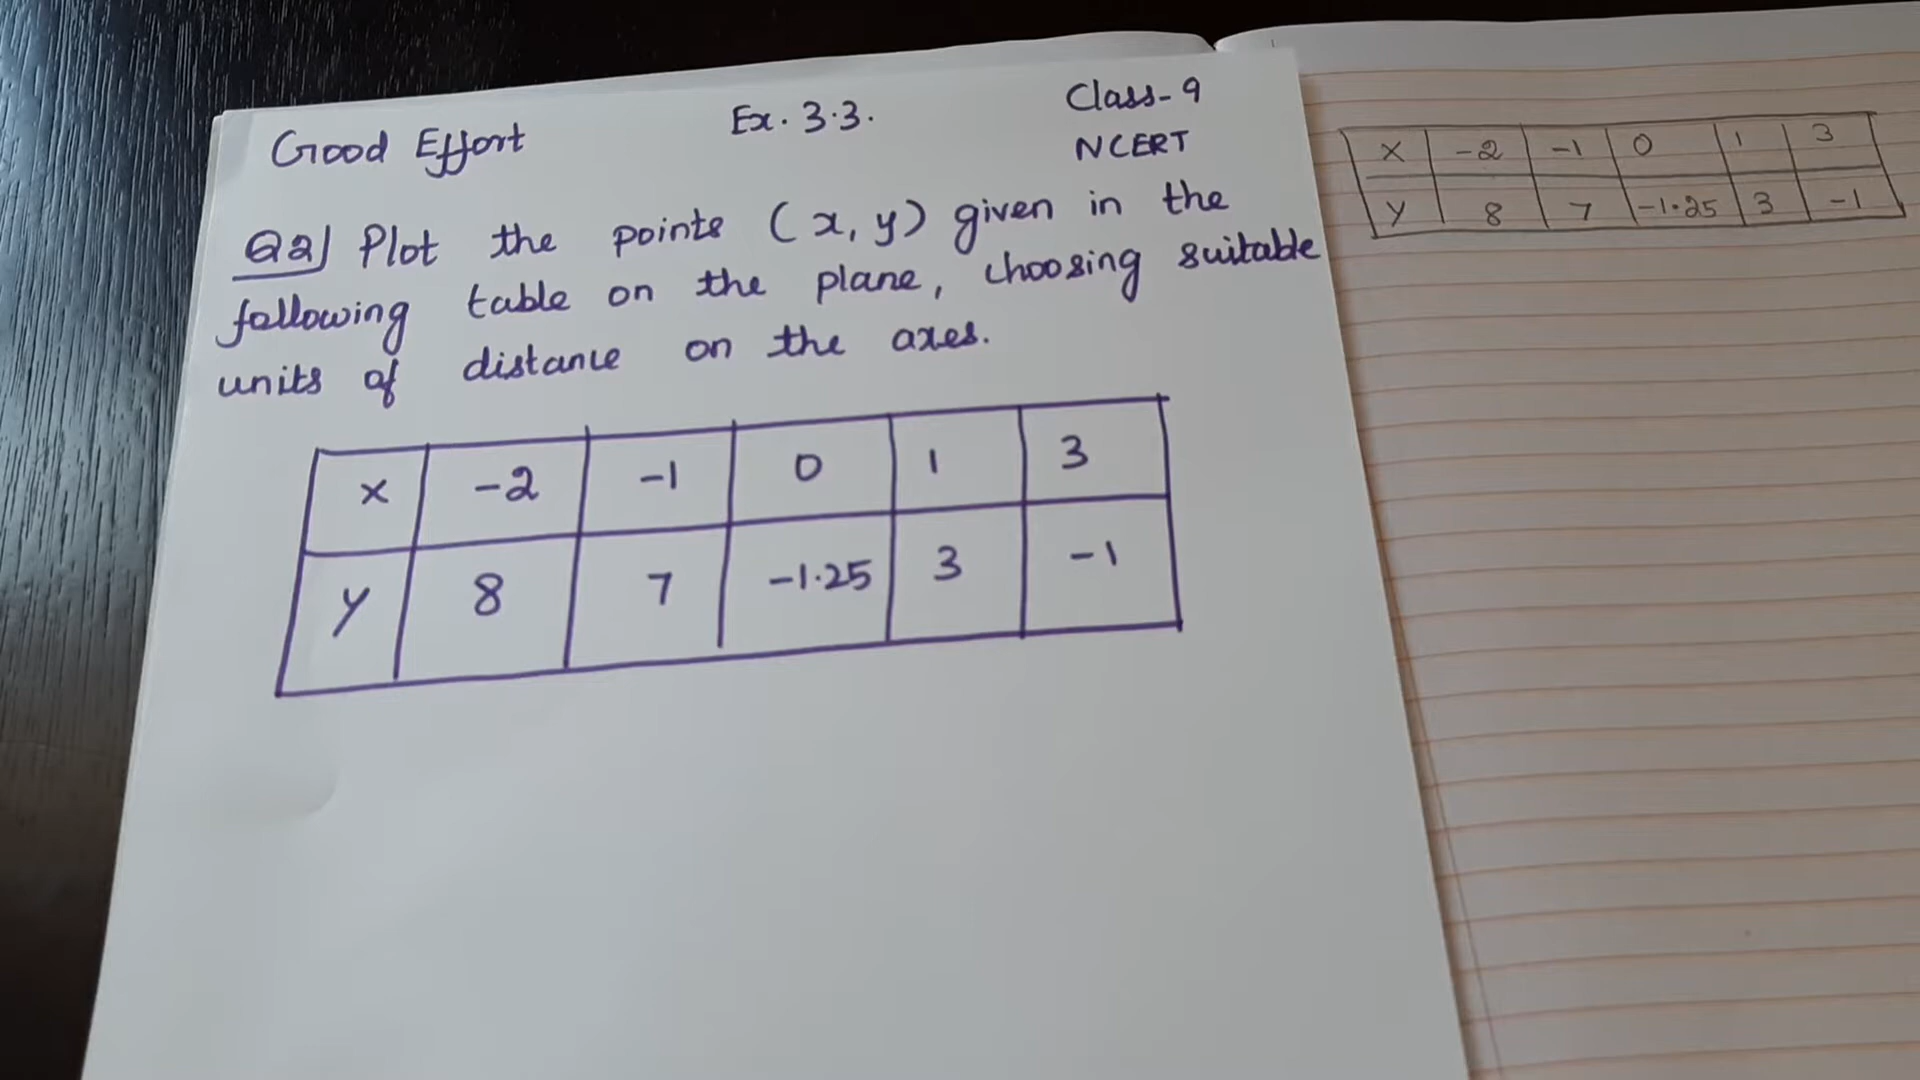 Good Effort
Ex. 3.3.
Class-9
NCERT
Q2) Plot the points (x, y) given in the
following table on the plane, choosing suitable
units of distance on the axes.
x -2 -1 0 1 3
y 8 7 -1.25 3 -1
x -2 -1 0 1 3
y 8 7 -1.25 3 -1